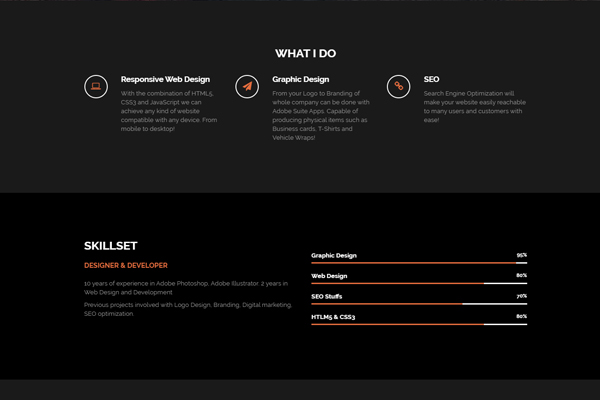 WHAT I DO
Responsive Web Design
With the combination of HTML5,
CSS3 and JavaScript we can
achieve any kind of website
compatible with any device. From
mobile to desktop!
Graphic Design
From your Logo to Branding of
whole company can be done with
Adobe Suite Apps. Capable of
producing physical items such as
Business cards, T-Shirts and
Vehicle Wraps!
SEO
Search Engine Optimization will
make your website easily reachable
to many users and customers with
ease!
SKILLSET
DESIGNER & DEVELOPER
10 years of experience in Adobe Photoshop, Adobe Illustrator. 2 years in
Web Design and Development
Previous projects involved with Logo Design, Branding, Digital marketing,
SEO optimization.
Graphic Design 95%
Web Design 80%
SEO Stuffs 70%
HTLM5 & CSS3 80%